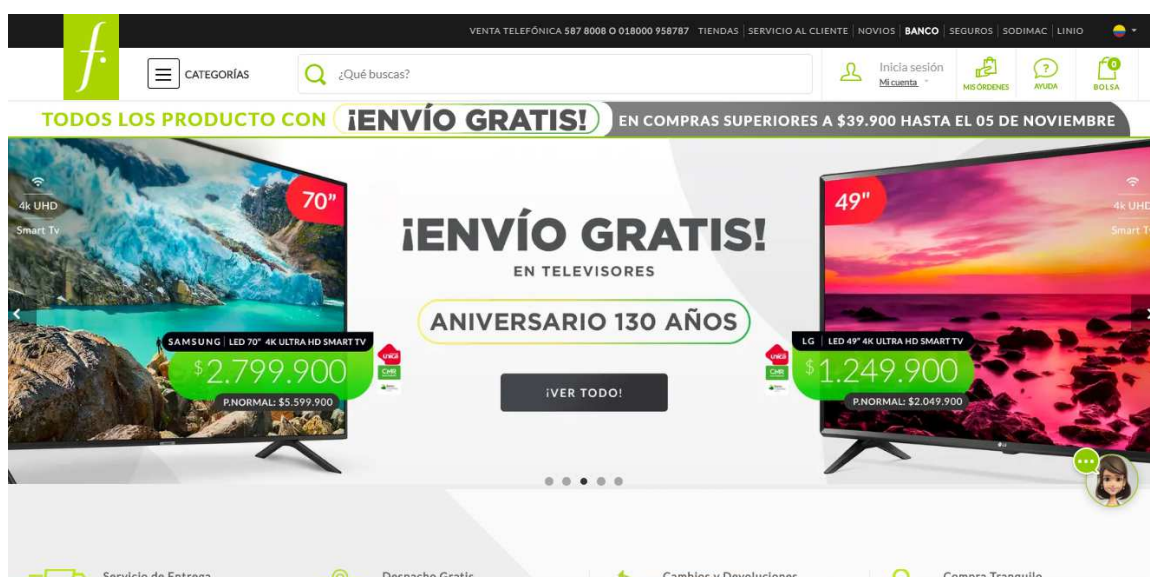 VENTA TELEFÓNICA 587 8008 O 018000 958787 TIENDAS SERVICIO AL CLIENTE NOVIOS BANCO SEGUROS SODIMAC LINIO
f.
CATEGORÍAS
¿Qué buscas?
Inicia sesión
Mi cuenta
MIS ÓRDENES
?
AYUDA
0
BOLSA
TODOS LOS PRODUCTO CON ¡ENVÍO GRATIS! EN COMPRAS SUPERIORES A $39.900 HASTA EL 05 DE NOVIEMBRE
4k UHD
Smart Tv
70"
¡ENVÍO GRATIS!
EN TELEVISORES
ANIVERSARIO 130 AÑOS
¡VER TODO!
SAMSUNG LED 70" 4K ULTRA HD SMART TV
$2.799.900
P.NORMAL: $5.599.900
unica
CMR
49"
4k UHD
Smart T
LG LED 49" 4K ULTRA HD SMART TV
$1.249.900
P.NORMAL: $2.049.900
unica
CMR
LG
Servicio de Entrega
Despacho Gratis
Cambios y Devoluciones
Compra Tranquilo